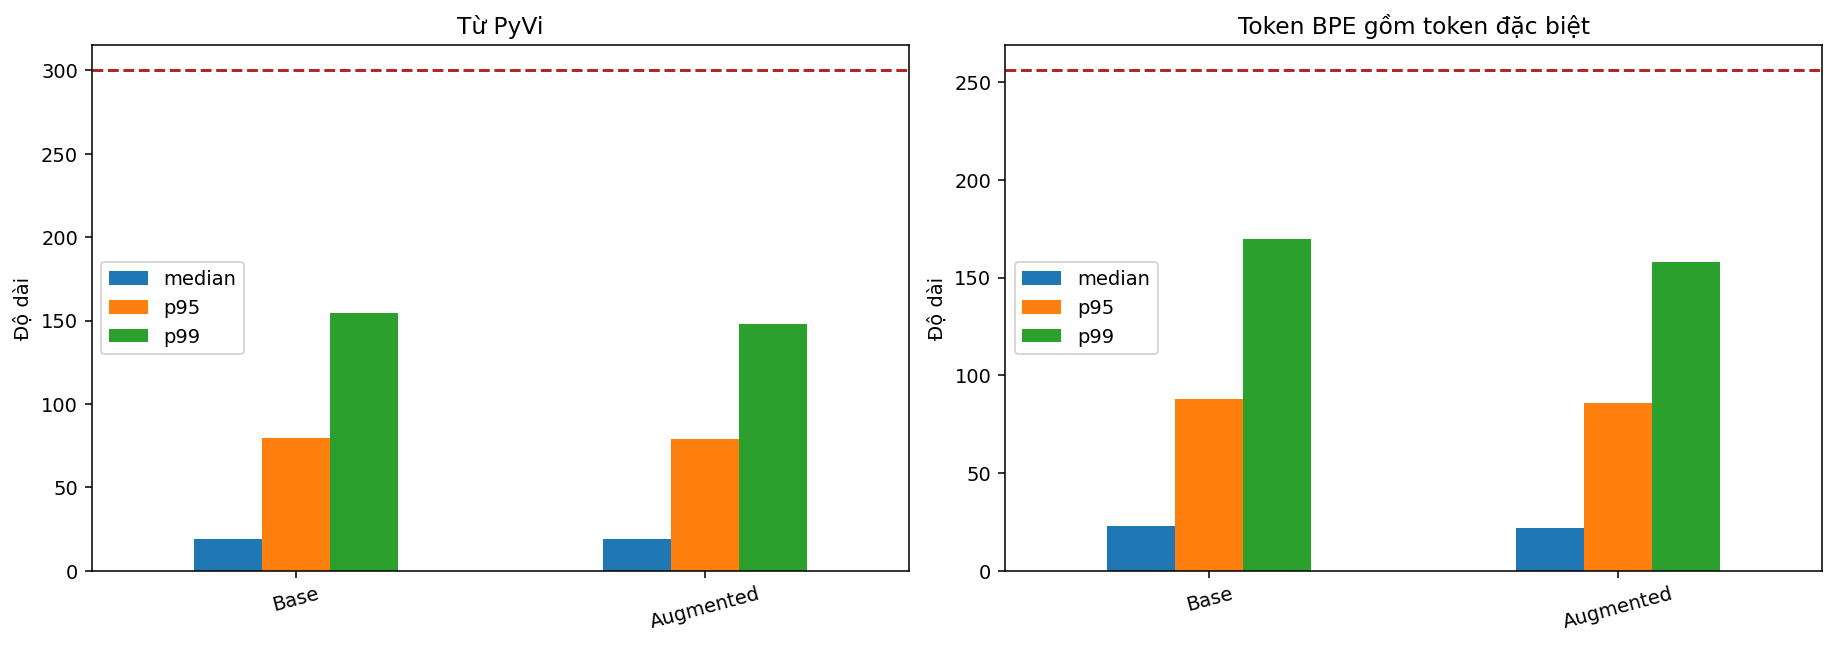 Từ PyVi
300
250
200
150
100
50
0
Độ dài
median
p95
p99
Base
Augmented
Token BPE gồm token đặc biệt
250
200
150
100
50
0
Độ dài
median
p95
p99
Base
Augmented